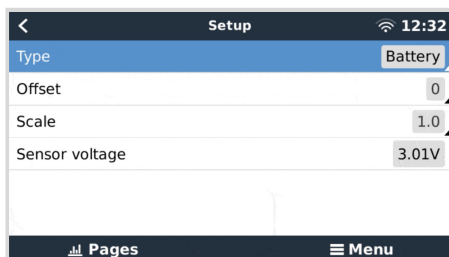 Setup 12:32
Type Battery
Offset 0
Scale 1.0
Sensor voltage 3.01V
Pages Menu